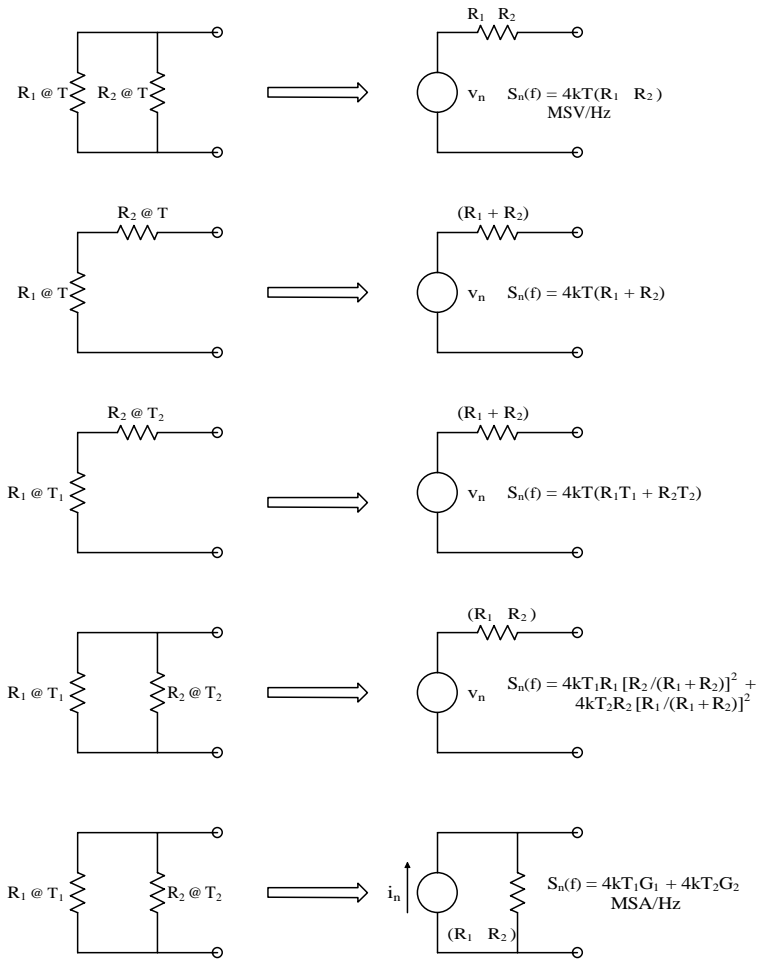 R₁ R₂
R₁ @ T R₂ @ T vₙ Sₙ(f) = 4kT(R₁ R₂)
MSV/Hz
R₂ @ T (R₁ + R₂)
R₁ @ T vₙ Sₙ(f) = 4kT(R₁ + R₂)
R₂ @ T₂ (R₁ + R₂)
R₁ @ T₁ vₙ Sₙ(f) = 4kT(R₁T₁ + R₂T₂)
(R₁ R₂)
R₁ @ T₁ R₂ @ T₂ vₙ Sₙ(f) = 4kT₁R₁ [R₂/(R₁ + R₂)]² +
4kT₂R₂ [R₁/(R₁ + R₂)]²
R₁ @ T₁ R₂ @ T₂ iₙ Sₙ(f) = 4kT₁G₁ + 4kT₂G₂
MSA/Hz
(R₁ R₂)